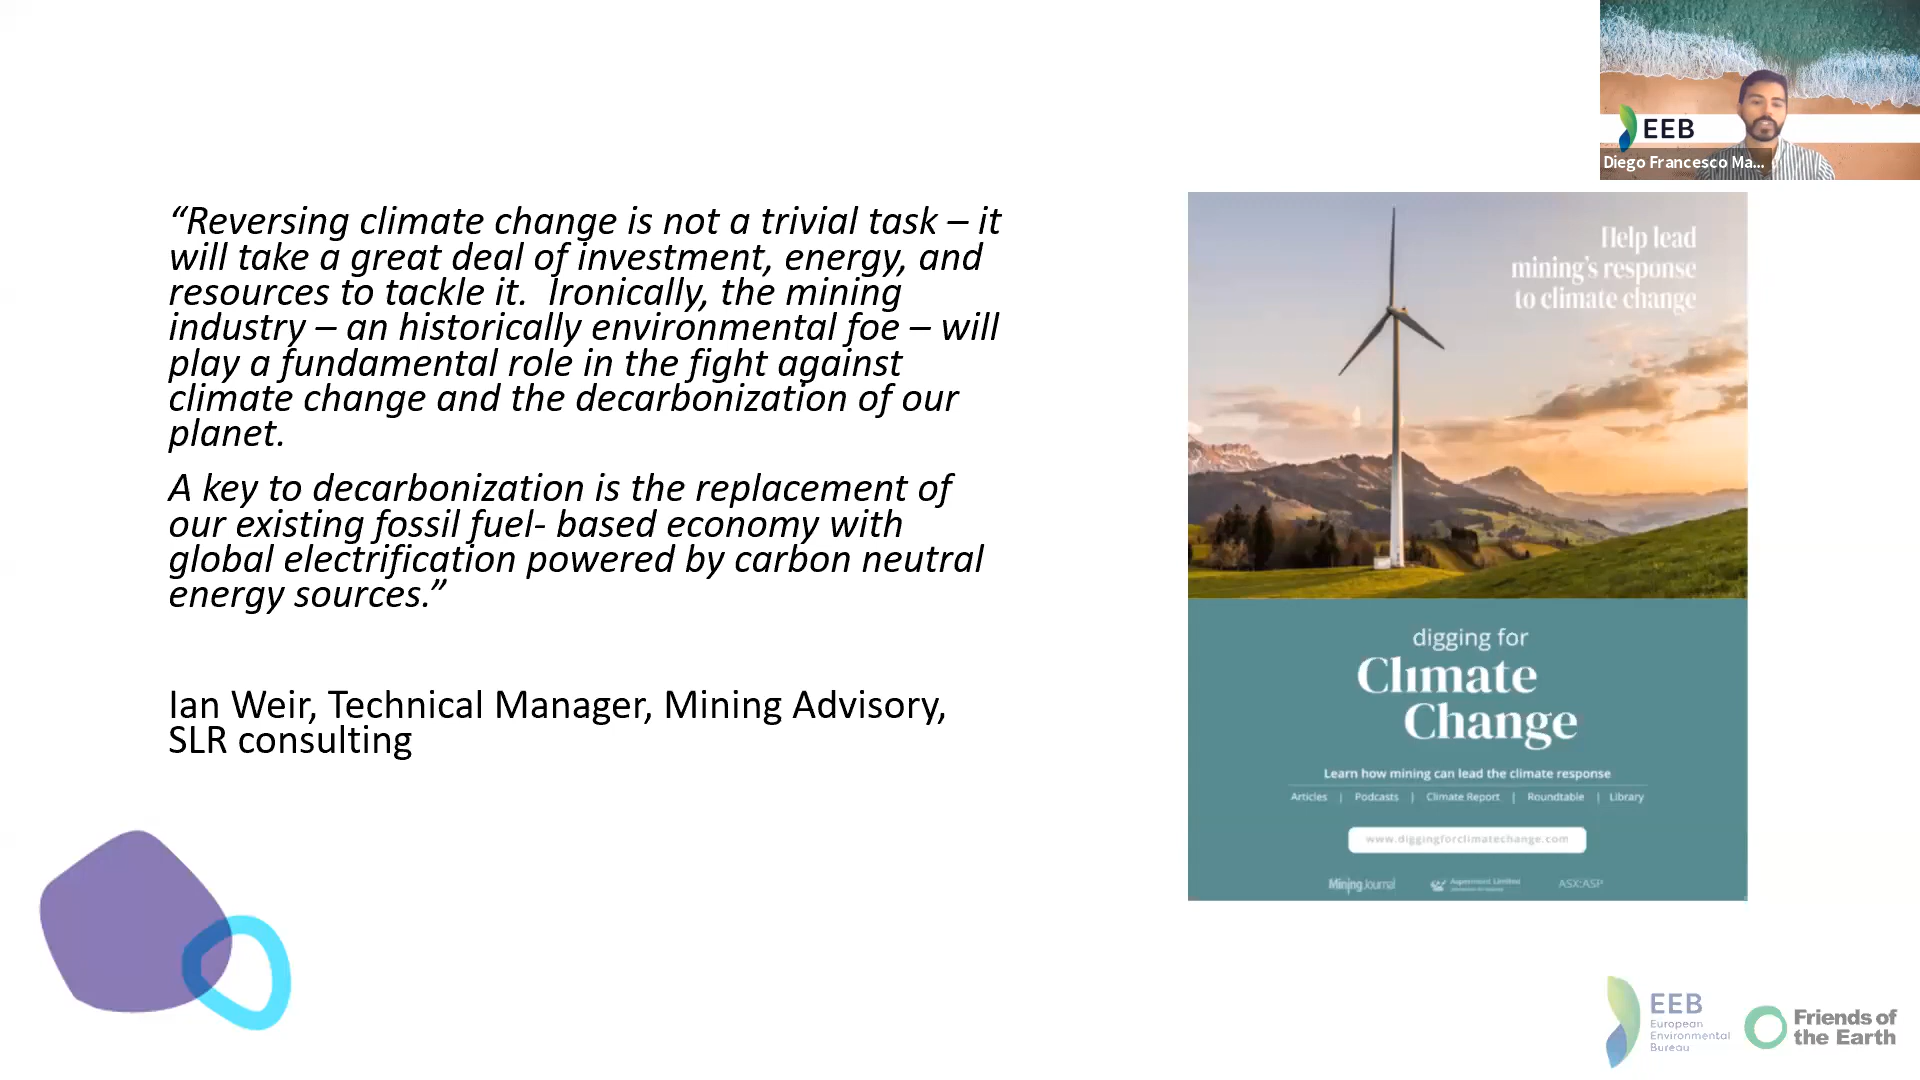 EEB
Diego Francesco Ma...
“Reversing climate change is not a trivial task – it
will take a great deal of investment, energy, and
resources to tackle it.  Ironically, the mining
industry – an historically environmental foe – will
play a fundamental role in the fight against
climate change and the decarbonization of our
planet.
A key to decarbonization is the replacement of
our existing fossil fuel- based economy with
global electrification powered by carbon neutral
energy sources.”
Ian Weir, Technical Manager, Mining Advisory,
SLR consulting
Help lead
mining's response
to climate change
digging for
Climate
Change
Learn how mining can lead the climate response
Articles | Podcasts | Climate Report | Roundtable | Library
www.diggingforclimatechange.com
Mining Journal
Aspermont Limited
ASX:ASP
EEB
European
Environmental
Bureau
Friends of
the Earth